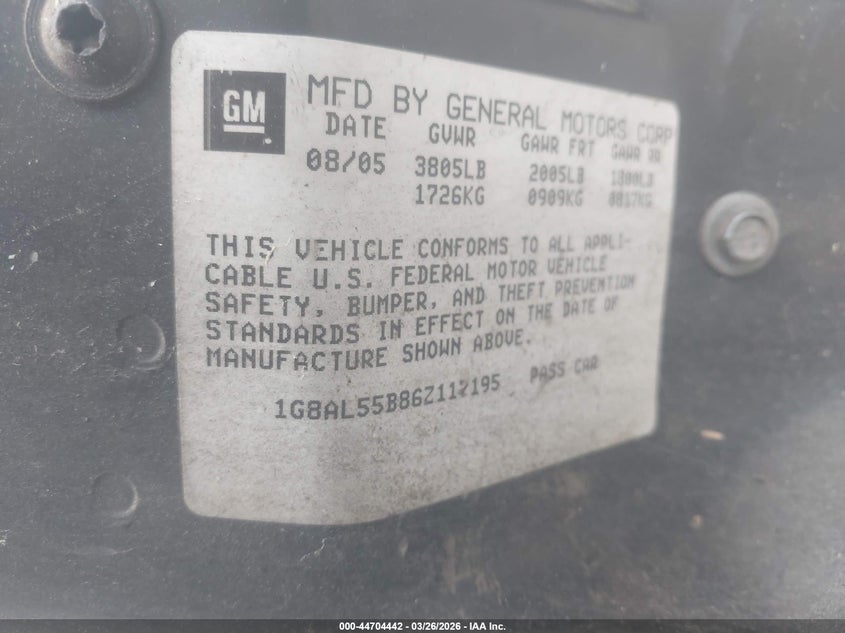 GM
MFD BY GENERAL MOTORS CORP
DATE GVWR GAWR FRT GAWR RR
08/05 3805LB 2005LB 1800LB
1726KG 0909KG 0817KG
THIS VEHICLE CONFORMS TO ALL APPLI-
CABLE U.S. FEDERAL MOTOR VEHICLE
SAFETY, BUMPER, AND THEFT PREVENTION
STANDARDS IN EFFECT ON THE DATE OF
MANUFACTURE SHOWN ABOVE.
1G8AL55B86Z117195 PASS CAR
000-44704442 | 03/26/2026 - IAA Inc.